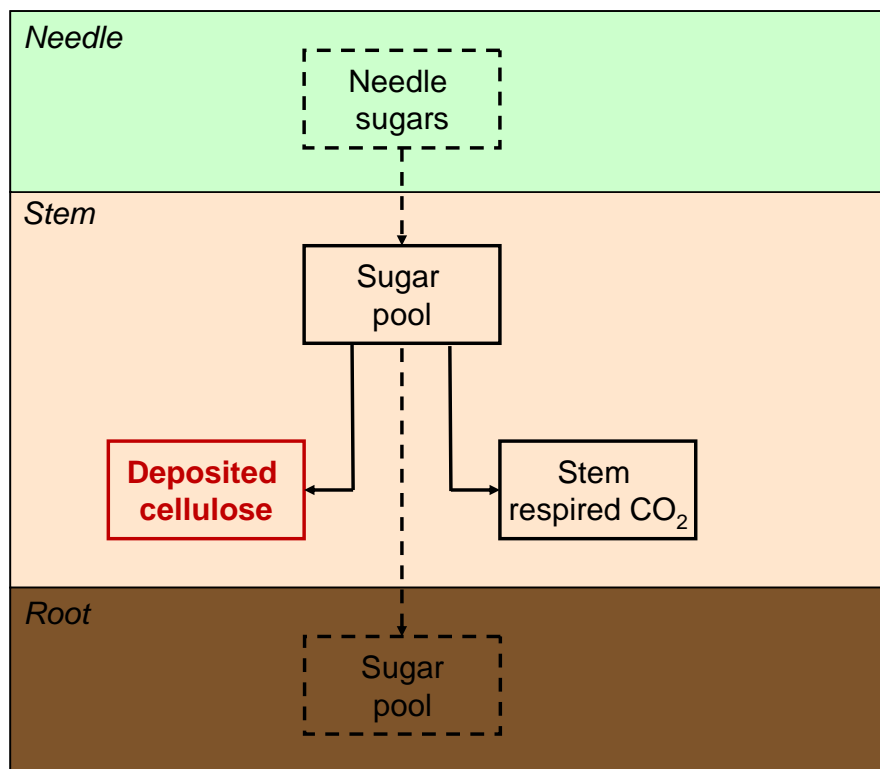 Needle
Needle
sugars
Stem
Sugar
pool
Deposited
cellulose
Stem
respired CO₂
Root
Sugar
pool